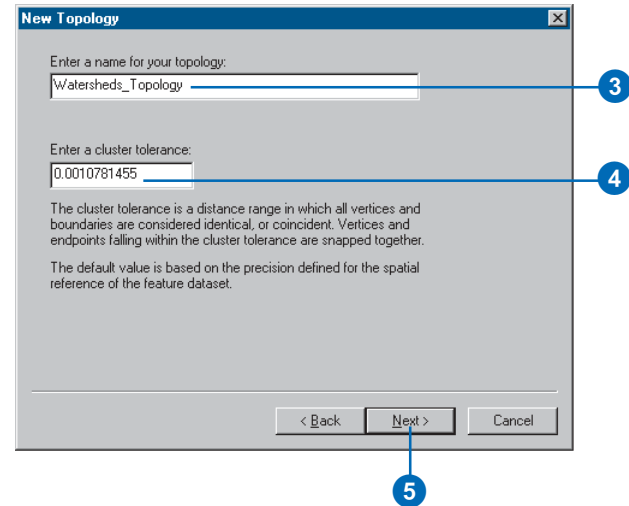 New Topology
Enter a name for your topology:
Watersheds_Topology
3
Enter a cluster tolerance:
0.0010781455
4
The cluster tolerance is a distance range in which all vertices and
boundaries are considered identical, or coincident. Vertices and
endpoints falling within the cluster tolerance are snapped together.
The default value is based on the precision defined for the spatial
reference of the feature dataset.
< Back
Next >
Cancel
5